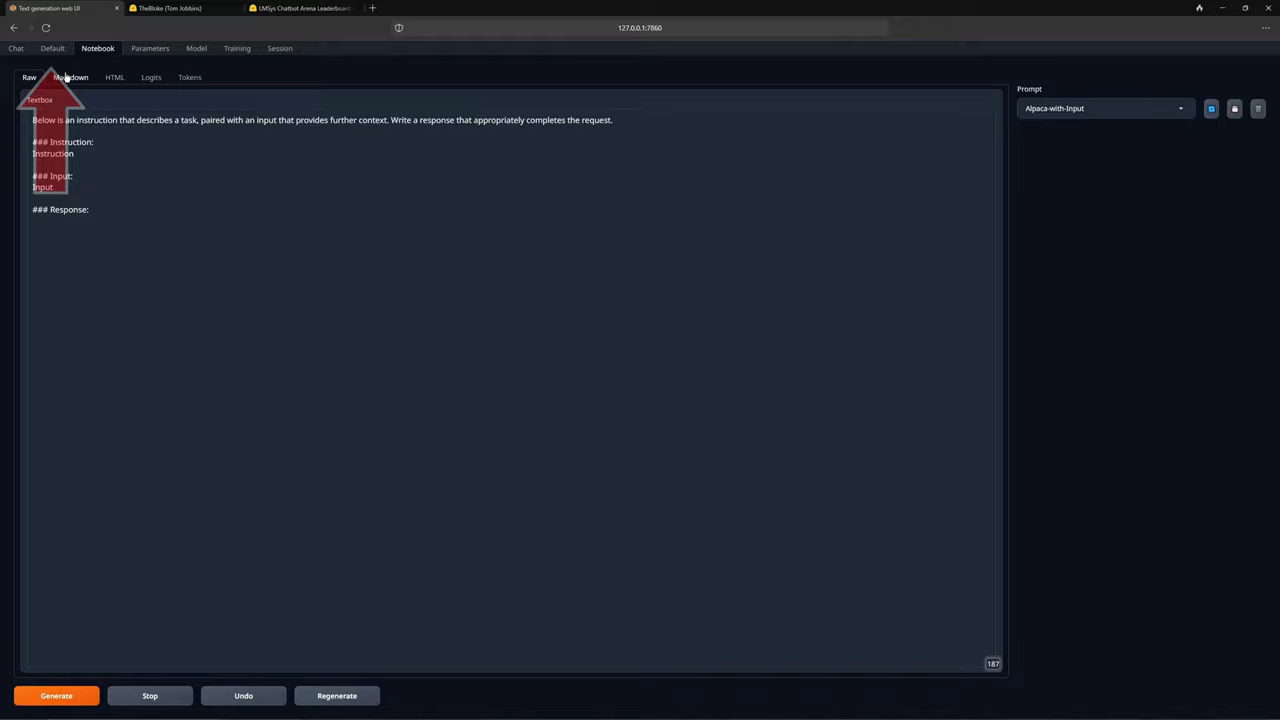 Text generation web UI
TheBloke (Tom Jobbins)
LMSys Chatbot Arena Leaderboard
127.0.0.1:7860
Chat Default Notebook Parameters Model Training Session
Raw Markdown HTML Logits Tokens
Textbox
Below is an instruction that describes a task, paired with an input that provides further context. Write a response that appropriately completes the request.
### Instruction:
Instruction
### Input:
Input
### Response:
187
Prompt
Alpaca-with-Input
Generate Stop Undo Regenerate